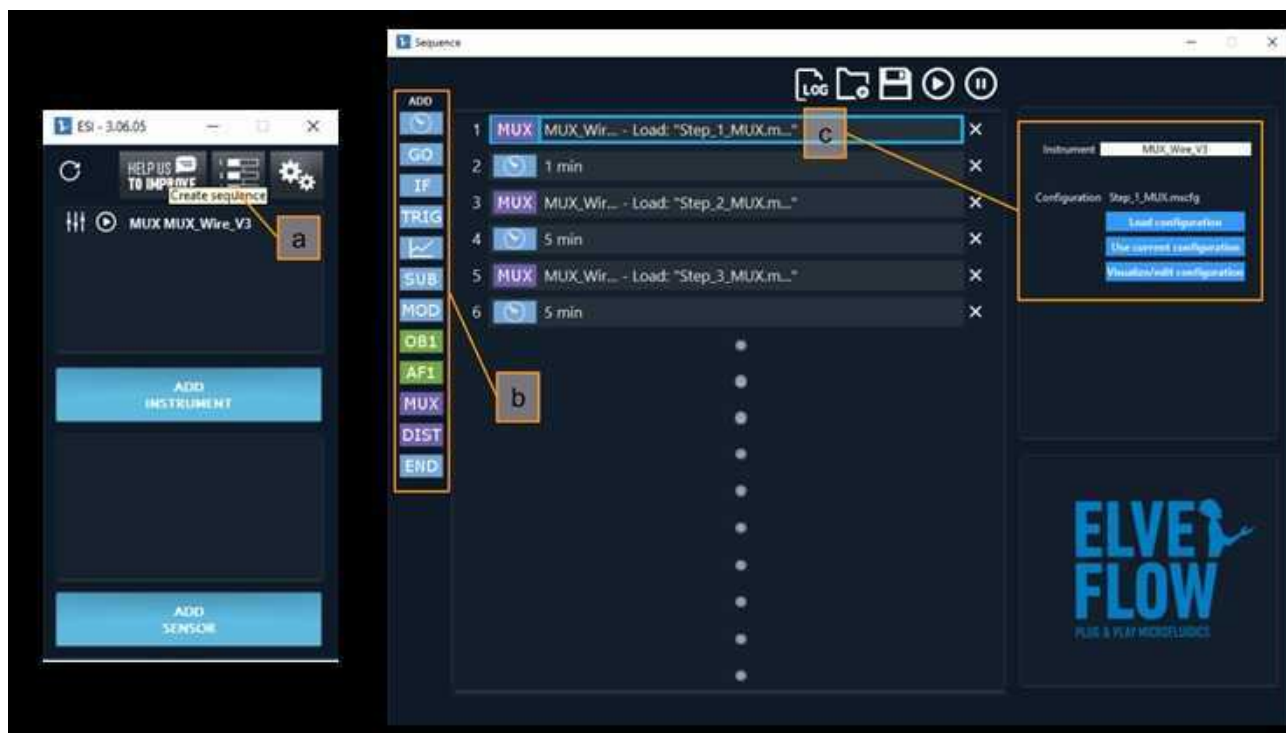 ESI - 3.06.05
HELP US
TO IMPROVE
Create sequence
MUX MUX_Wire_V3
a
ADD
INSTRUMENT
ADD
SENSOR
Sequence
LOG
ADD
GO
IF
TRIG
SUB
MOD
OB1
AF1
MUX
DIST
END
b
1 MUX MUX_Wir... - Load: "Step_1_MUX.m..."
2 1 min
3 MUX MUX_Wir... - Load: "Step_2_MUX.m..."
4 5 min
5 MUX MUX_Wir... - Load: "Step_3_MUX.m..."
6 5 min
c
Instrument MUX_Wire_V3
Configuration Step_1_MUX.mscfg
Load configuration
Use current configuration
Visualize/edit configuration
ELVE
FLOW
PLUG & PLAY MICROFLUIDICS